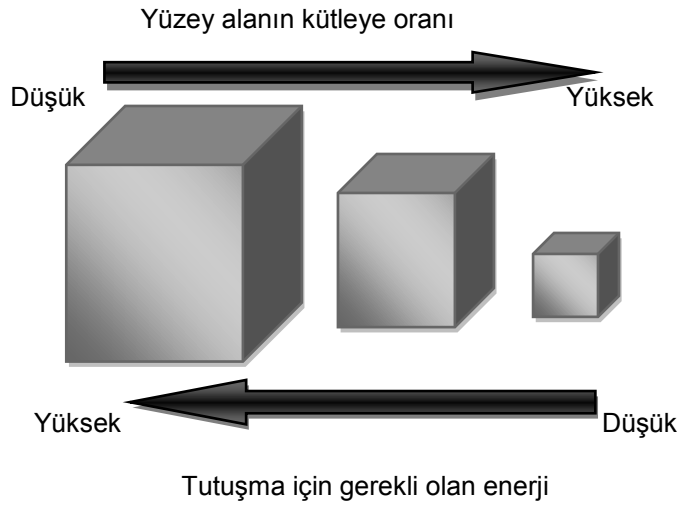 Yüzey alanın kütleye oranı
Düşük
Yüksek
Yüksek
Düşük
Tutuşma için gerekli olan enerji